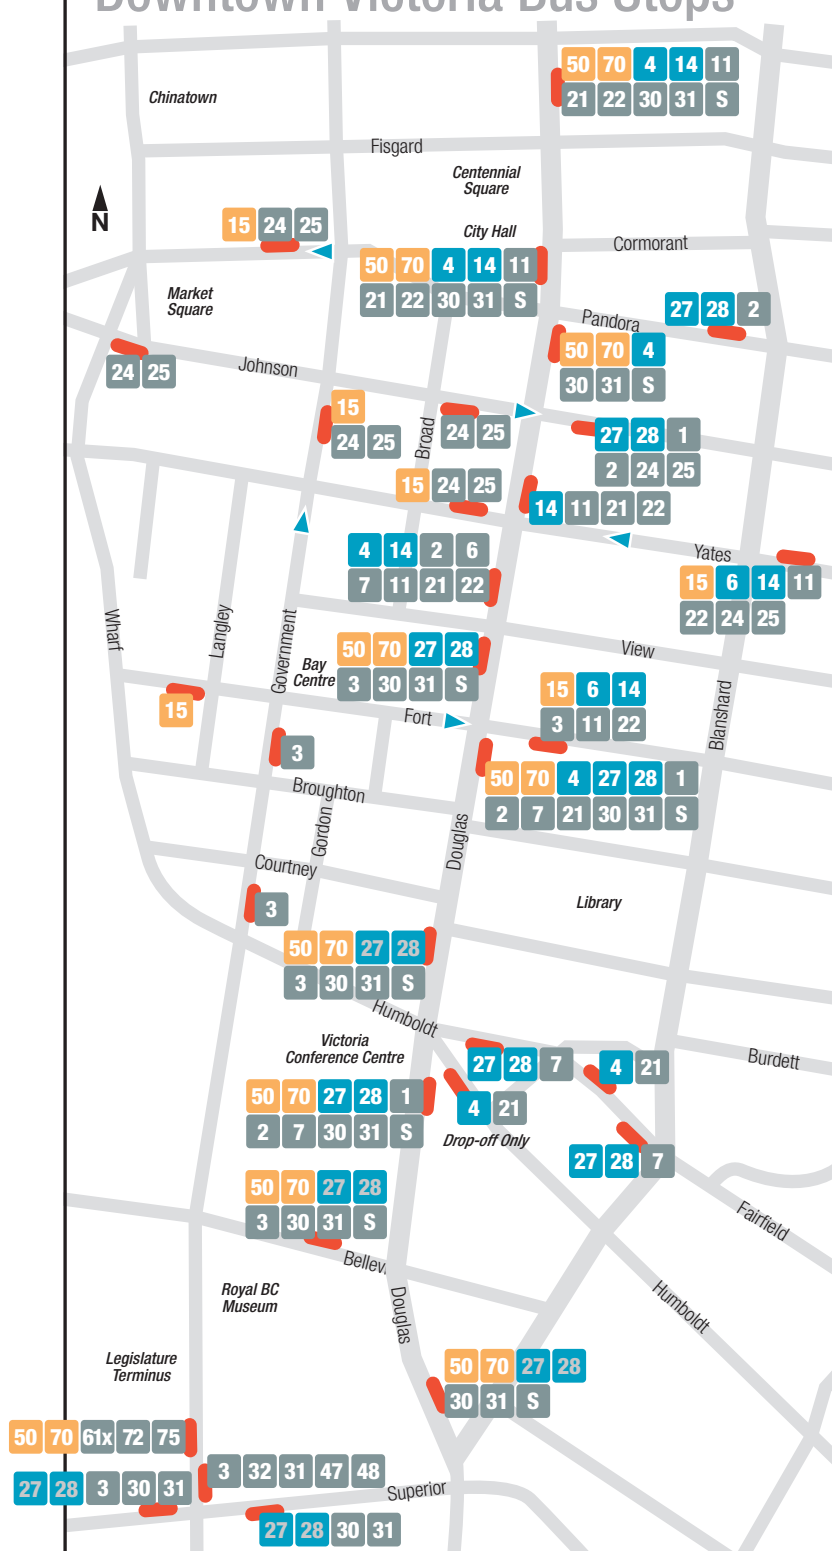 Downtown Victoria Bus Stops
50 70 4 14 11
21 22 30 31 S
Chinatown
Fisgard
Centennial
Square
N
15 24 25
City Hall
Cormorant
50 70 4 14 11
21 22 30 31 S
Market
Square
27 28 2
Pandora
50 70 4
30 31 S
24 25
Johnson
15
24 25
Broad
24 25
27 28 1
2 24 25
15 24 25
14 11 21 22
Yates
4 14 2 6
7 11 21 22
15 6 14 11
22 24 25
Wharf
Langley
Government
View
50 70 27 28
3 30 31 S
Bay
Centre
15
Fort
15 6 14
3 11 22
Blanshard
3
50 70 4 27 28 1
2 7 21 30 31 S
Broughton
Gordon
Douglas
Courtney
3
Library
50 70 27 28
3 30 31 S
Humboldt
Victoria
Conference Centre
27 28 7
4 21
Burdett
50 70 27 28 1
2 7 30 31 S
4 21
Drop-off Only
27 28 7
50 70 27 28
3 30 31 S
Fairfield
Bellev
Royal BC
Museum
Douglas
Humboldt
Legislature
Terminus
50 70 27 28
30 31 S
50 70 61x 72 75
27 28 3 30 31
3 32 31 47 48
Superior
27 28 30 31